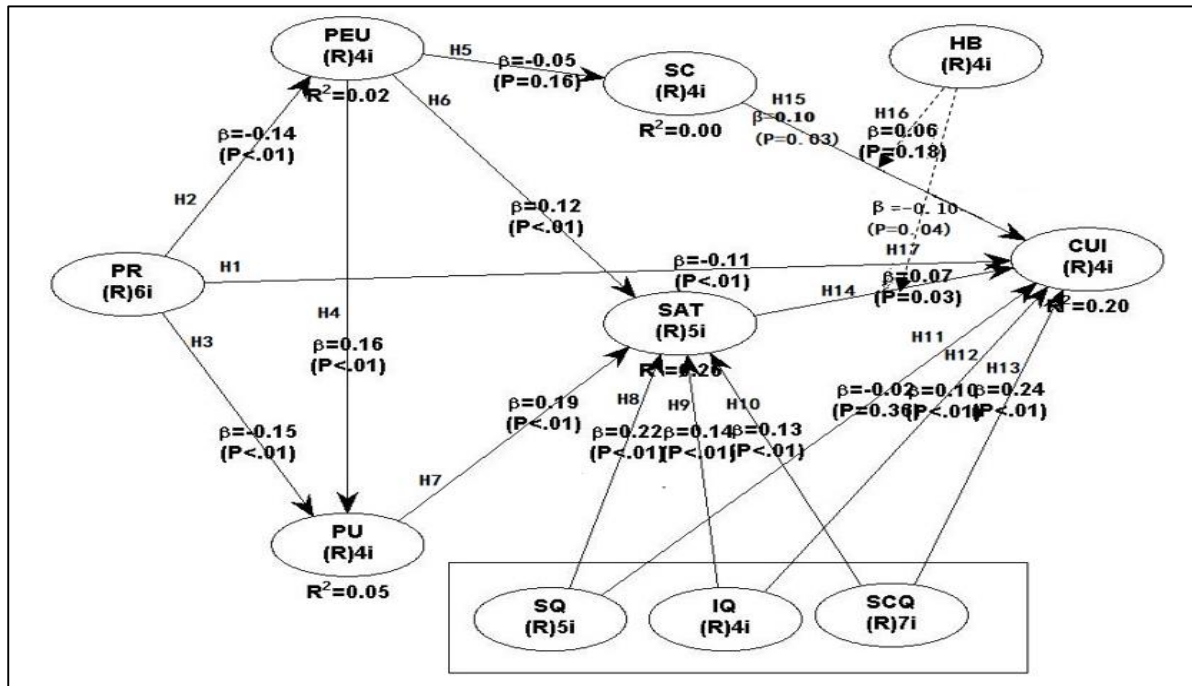 PEU
(R)4i
R²=0.02
H5
β=-0.05
(P=0.16)
SC
(R)4i
R²=0.00
HB
(R)4i
H15
β=0.10
(P=0.03)
H16
β=0.06
(P=0.18)
H6
β=-0.14
(P<.01)
H2
β=0.12
(P<.01)
β=-0.10
(P=0.04)
H17
CUI
(R)4i
R²=0.20
PR
(R)6i
H1
β=-0.11
(P<.01)
H14
β=0.07
(P=0.03)
H3
H4
β=0.16
(P<.01)
SAT
(R)5i
H11
H12
H13
β=0.19
(P<.01)
H8
H9
H10
β=-0.02
(P=0.36)
β=0.10
(P<.01)
β=0.24
(P<.01)
β=-0.15
(P<.01)
β=0.22
(P<.01)
β=0.14
(P<.01)
β=0.13
(P<.01)
H7
PU
(R)4i
R²=0.05
SQ
(R)5i
IQ
(R)4i
SCQ
(R)7i